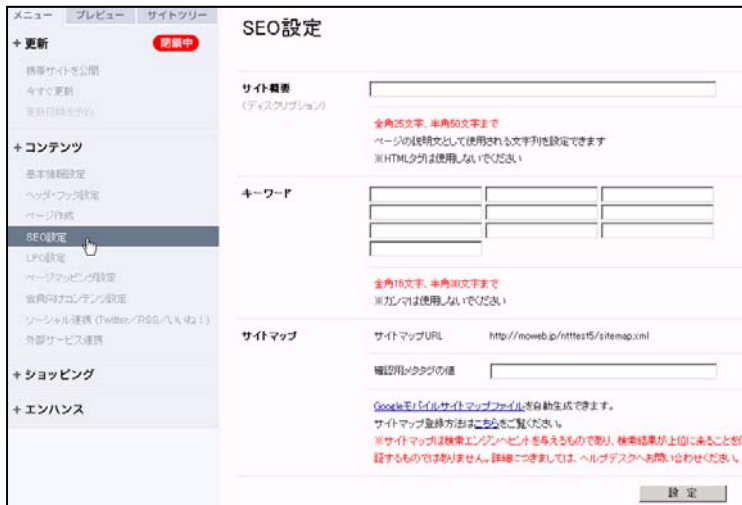 メニュー プレビュー サイトツリー
+ 更新 閉鎖中
携帯サイトを公開
今すぐ更新
更新日時を予約
+ コンテンツ
基本情報設定
ヘッダ・フッタ設定
ページ作成
SEO設定
LPO設定
ページマッピング設定
会員向けコンテンツ設定
ソーシャル連携 (Twitter/RSS/いいね!)
外部サービス連携
+ ショッピング
+ エンハンス
SEO設定
サイト概要
(ディスクリプション)
全角25文字、半角50文字まで
ページの説明文として使用される文字列を設定できます
※HTMLタグは使用しないでください
キーワード
全角15文字、半角30文字まで
※カンマは使用しないでください
サイトマップ サイトマップURL http://moweb.jp/ntttest5/sitemap.xml
確認用メタタグの値
Googleモバイルサイトマップファイルを自動生成できます。
サイトマップ登録方法はこちらをご覧ください。
※サイトマップは検索エンジンへヒントを与えるものであり、検索結果が上位に来ることを
証するものではありません。詳細につきましては、ヘルプデスクへお問い合わせください。
設 定